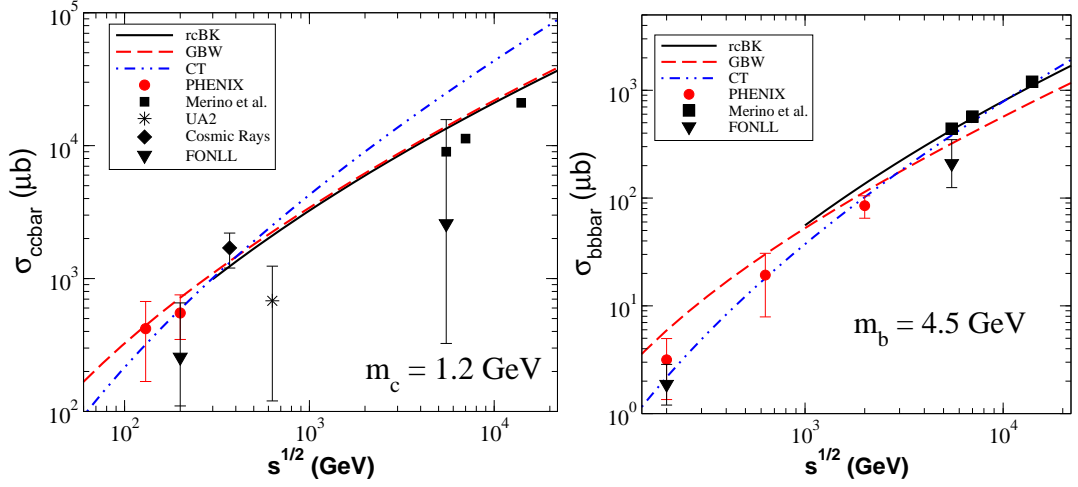 10^5
10^4
10^3
10^2
σ_ccbar (μb)
rcBK
GBW
CT
PHENIX
Merino et al.
UA2
Cosmic Rays
FONLL
m_c = 1.2 GeV
10^2
10^3
10^4
s^1/2 (GeV)
10^3
10^2
10^1
10^0
σ_bbbar (μb)
rcBK
GBW
CT
PHENIX
Merino et al.
FONLL
m_b = 4.5 GeV
10^3
10^4
s^1/2 (GeV)